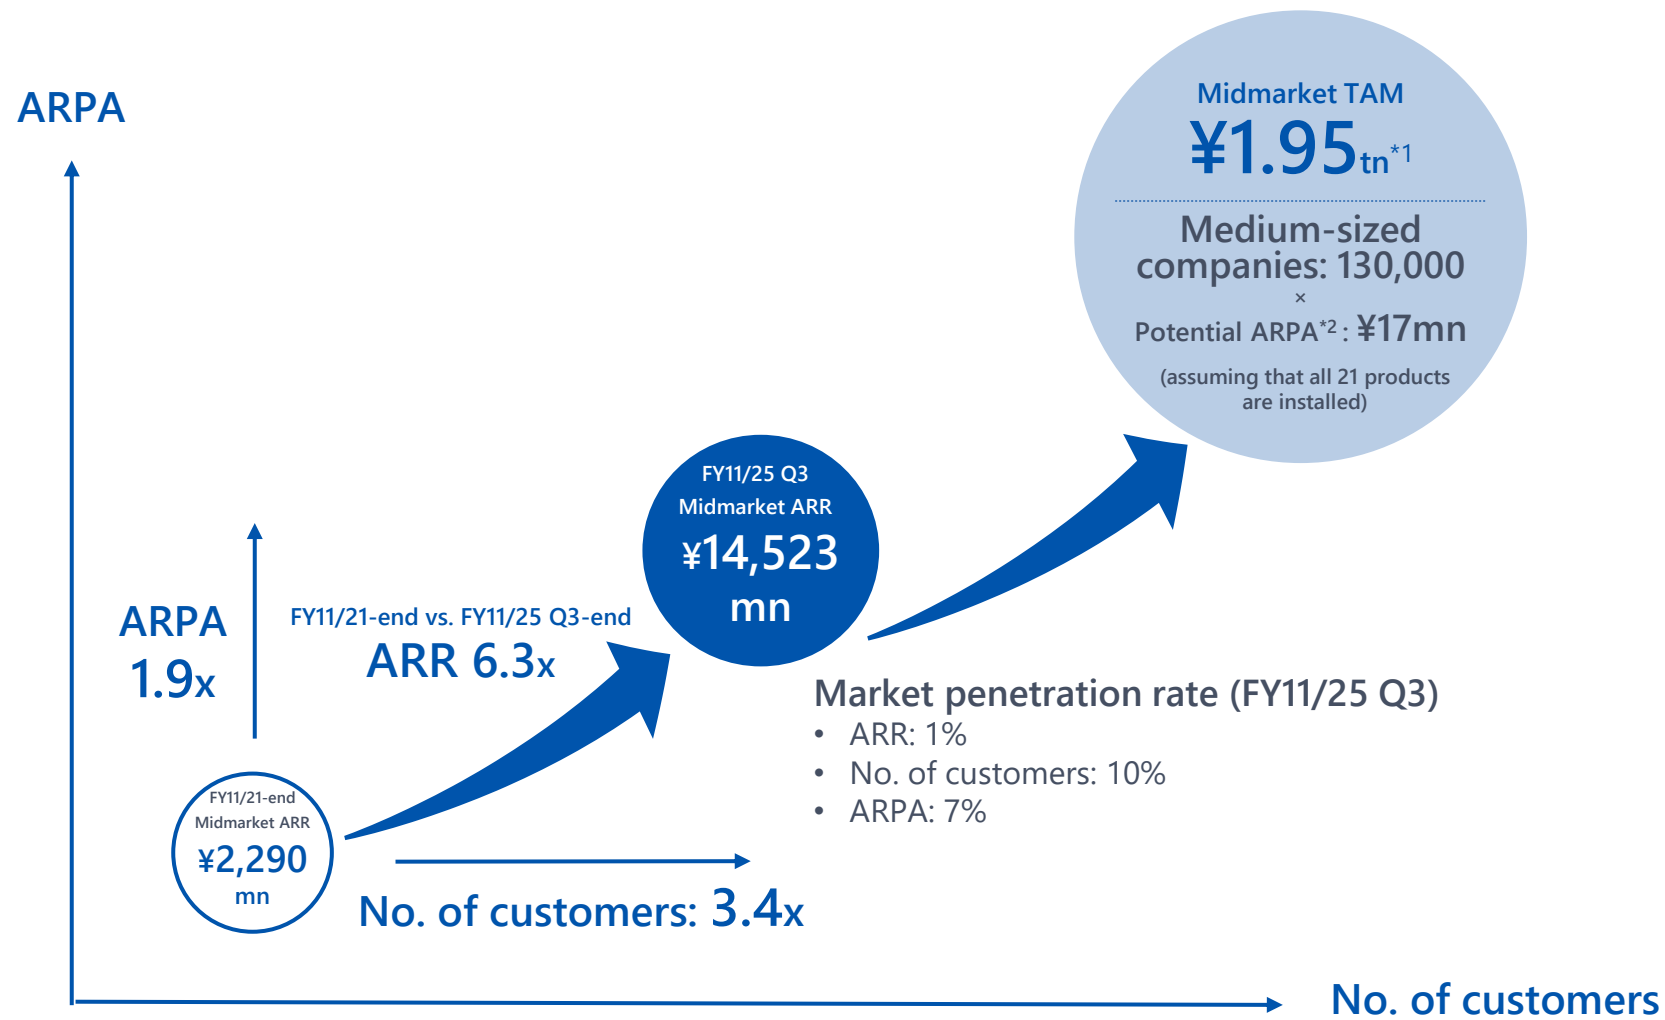 ARPA
Midmarket TAM
¥1.95tn*1
Medium-sized
companies: 130,000
×
Potential ARPA*2 : ¥17mn
(assuming that all 21 products
are installed)
FY11/25 Q3
Midmarket ARR
¥14,523
mn
ARPA
1.9x
FY11/21-end vs. FY11/25 Q3-end
ARR 6.3x
Market penetration rate (FY11/25 Q3)
• ARR: 1%
• No. of customers: 10%
• ARPA: 7%
FY11/21-end
Midmarket ARR
¥2,290
mn
No. of customers: 3.4x
No. of customers